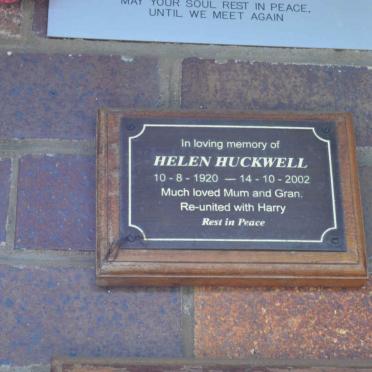 MAY YOUR SOUL REST IN PEACE,
UNTIL WE MEET AGAIN
In loving memory of
HELEN HUCKWELL
10 - 8 - 1920 — 14 - 10 - 2002
Much loved Mum and Gran.
Re-united with Harry
Rest in Peace